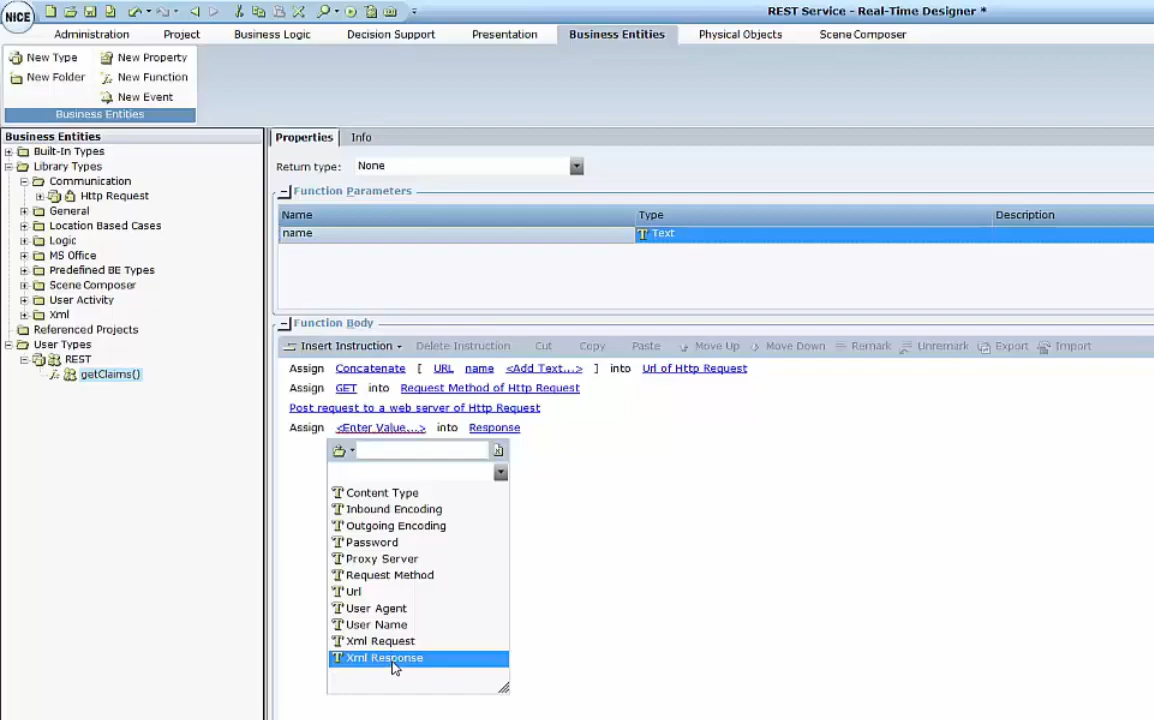 NICE
REST Service - Real-Time Designer *
Administration Project Business Logic Decision Support Presentation Business Entities Physical Objects Scene Composer
New Type New Property
New Folder New Function
New Event
Business Entities
Business Entities
Built-In Types
Library Types
Communication
Http Request
General
Location Based Cases
Logic
MS Office
Predefined BE Types
Scene Composer
User Activity
Xml
Referenced Projects
User Types
REST
getClaims()
Properties Info
Return type: None
Function Parameters
Name Type Description
name Text
Function Body
Insert Instruction Delete Instruction Cut Copy Paste Move Up Move Down Remark Unremark Export Import
Assign Concatenate [ URL name <Add Text...> ] into Url of Http Request
Assign GET into Request Method of Http Request
Post request to a web server of Http Request
Assign <Enter Value...> into Response
Content Type
Inbound Encoding
Outgoing Encoding
Password
Proxy Server
Request Method
Url
User Agent
User Name
Xml Request
Xml Response